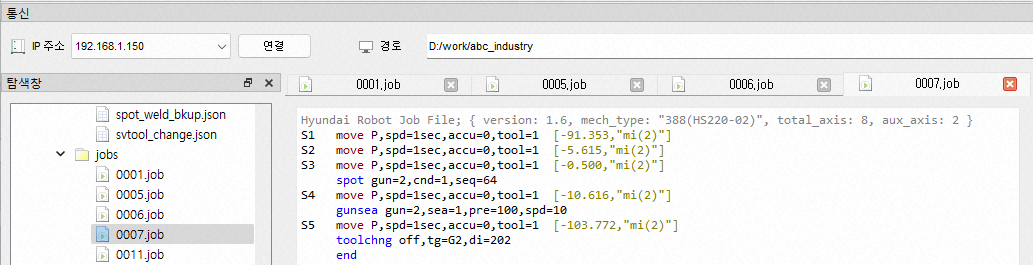 통신
IP 주소 192.168.1.150 연결 경로 D:/work/abc_industry
탐색창
spot_weld_bkup.json
svtool_change.json
jobs
0001.job
0005.job
0006.job
0007.job
0011.job
0001.job 0005.job 0006.job 0007.job
Hyundai Robot Job File; { version: 1.6, mech_type: "388(HS220-02)", total_axis: 8, aux_axis: 2 }
S1 move P,spd=1sec,accu=0,tool=1 [-91.353,"mi(2)"]
S2 move P,spd=1sec,accu=0,tool=1 [-5.615,"mi(2)"]
S3 move P,spd=1sec,accu=0,tool=1 [-0.500,"mi(2)"]
spot gun=2,cnd=1,seq=64
S4 move P,spd=1sec,accu=0,tool=1 [-10.616,"mi(2)"]
gunsea gun=2,sea=1,pre=100,spd=10
S5 move P,spd=1sec,accu=0,tool=1 [-103.772,"mi(2)"]
toolchng off,tg=G2,di=202
end